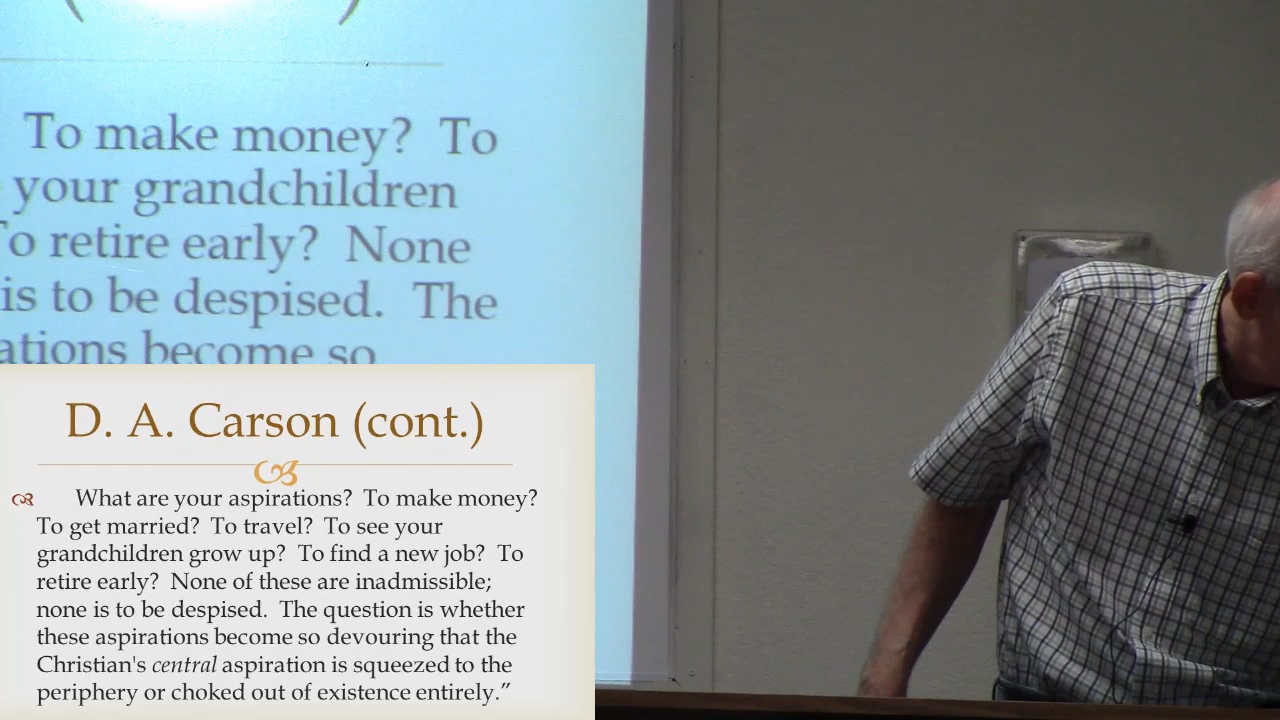 To make money? To
your grandchildren
To retire early? None
is to be despised. The
ations become so
D. A. Carson (cont.)
What are your aspirations? To make money?
To get married? To travel? To see your
grandchildren grow up? To find a new job? To
retire early? None of these are inadmissible;
none is to be despised. The question is whether
these aspirations become so devouring that the
Christian's central aspiration is squeezed to the
periphery or choked out of existence entirely.”